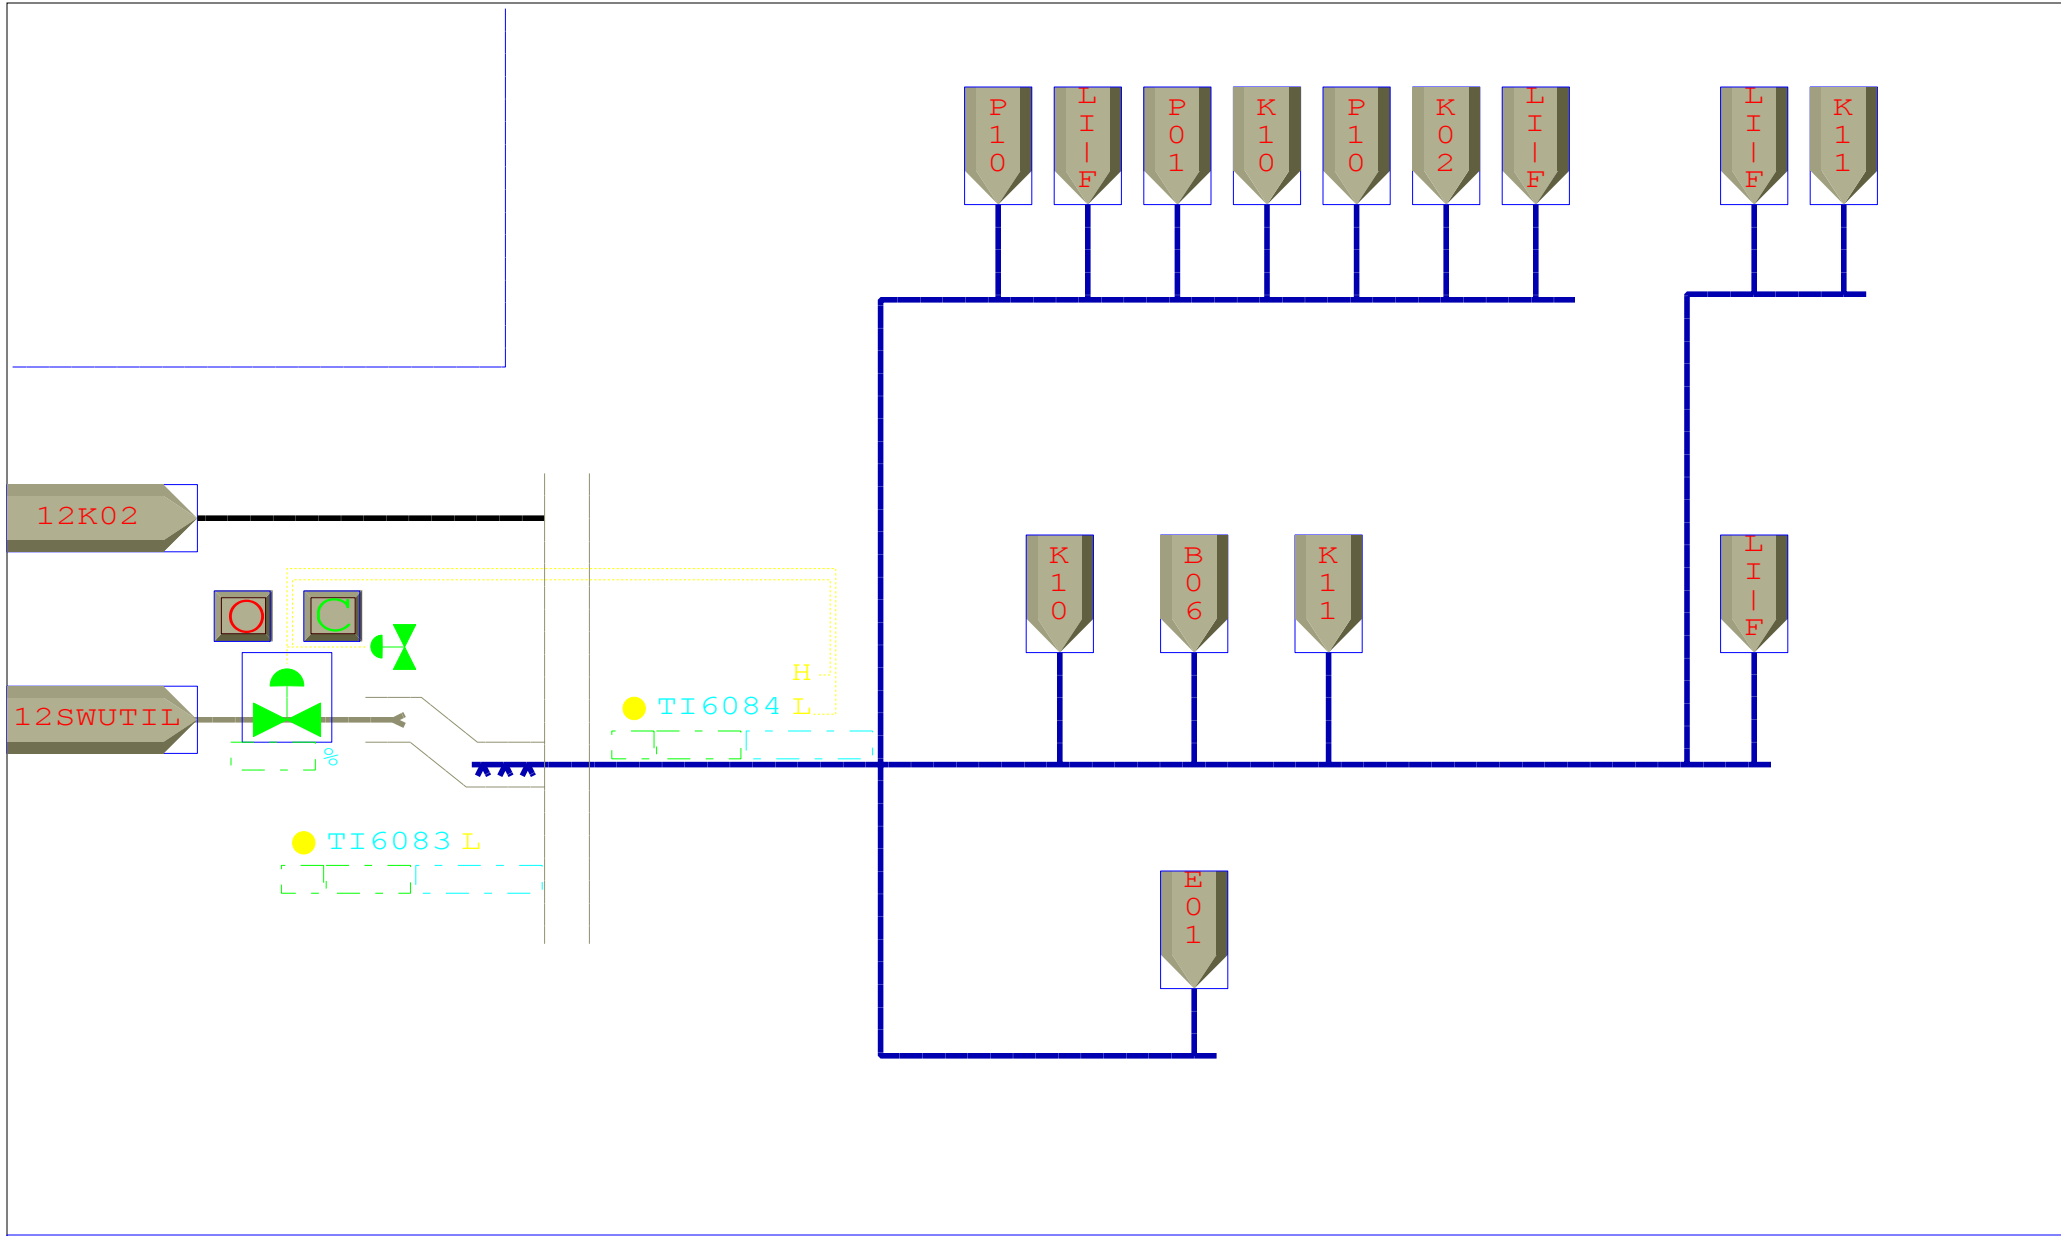 P10
LI-F
P01
K10
P10
K02
LI-F
LI-F
K11
12K02
K10
B06
K11
LI-F
O
C
H
12SWUTIL
TI6084 L
%
TI6083 L
E01